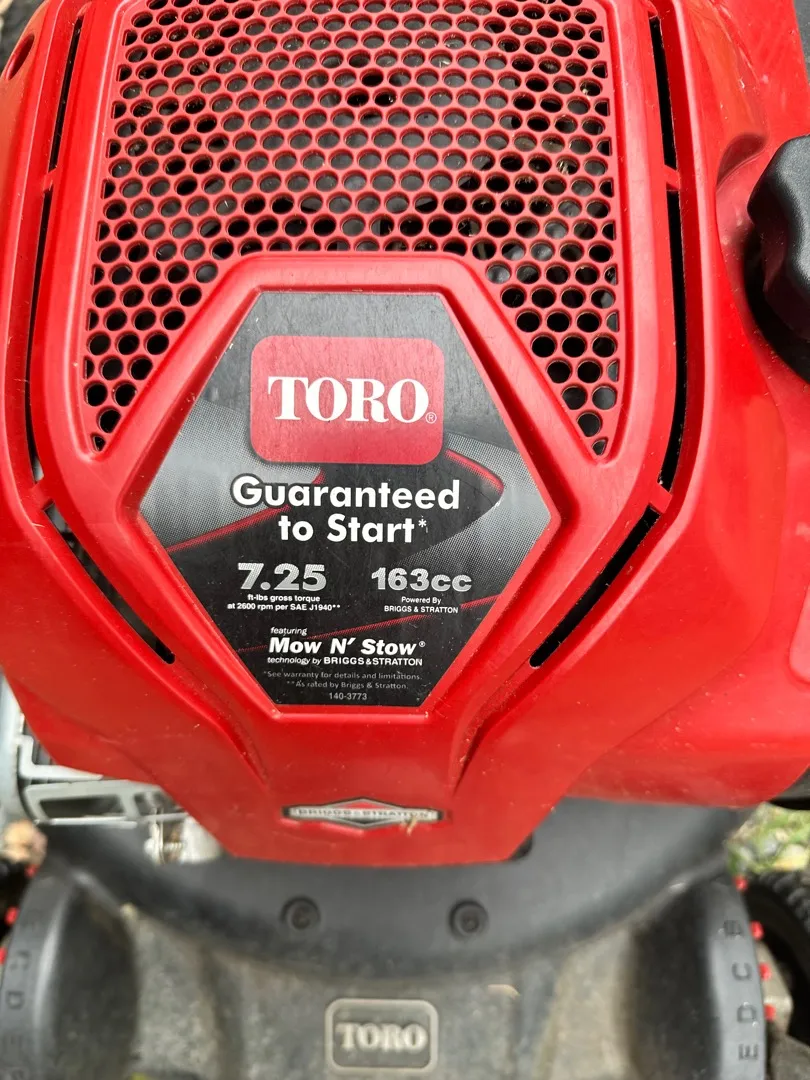 TORO®
Guaranteed
to Start*
7.25
ft-lbs gross torque
at 2600 rpm per SAE J1940**
163cc
Powered By
BRIGGS & STRATTON
featuring
Mow N' Stow®
technology by BRIGGS&STRATTON
*See warranty for details and limitations.
**As rated by Briggs & Stratton.
140-3773
BRIGGS&STRATTON
E
C
D
E
B
C
D
E
TORO